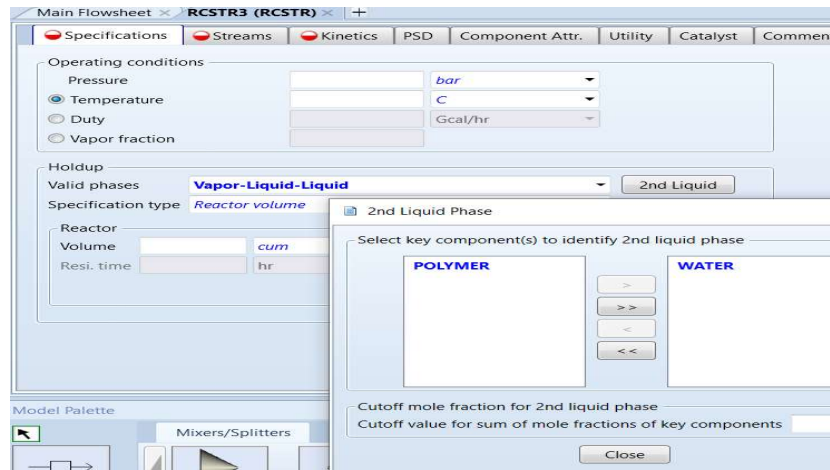 Main Flowsheet × RCSTR3 (RCSTR) × +
Specifications Streams Kinetics PSD Component Attr. Utility Catalyst Commen
Operating conditions
Pressure bar
Temperature C
Duty Gcal/hr
Vapor fraction
Holdup
Valid phases Vapor-Liquid-Liquid 2nd Liquid
Specification type Reactor volume
2nd Liquid Phase
Reactor
Volume cum
Resi. time hr
Select key component(s) to identify 2nd liquid phase
POLYMER WATER
>
>>
<
<<
Cutoff mole fraction for 2nd liquid phase
Cutoff value for sum of mole fractions of key components
Close
Model Palette
Mixers/Splitters